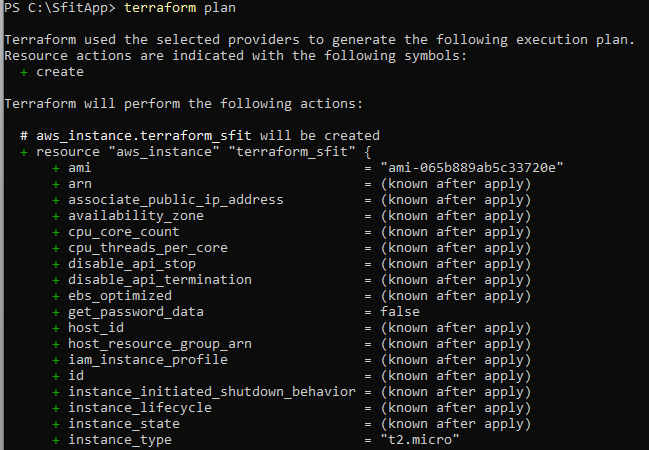 PS C:\SfitApp> terraform plan
Terraform used the selected providers to generate the following execution plan.
Resource actions are indicated with the following symbols:
  + create
Terraform will perform the following actions:
  # aws_instance.terraform_sfit will be created
  + resource "aws_instance" "terraform_sfit" {
      + ami                                  = "ami-065b889ab5c33720e"
      + arn                                  = (known after apply)
      + associate_public_ip_address          = (known after apply)
      + availability_zone                    = (known after apply)
      + cpu_core_count                       = (known after apply)
      + cpu_threads_per_core                 = (known after apply)
      + disable_api_stop                     = (known after apply)
      + disable_api_termination              = (known after apply)
      + ebs_optimized                        = (known after apply)
      + get_password_data                    = false
      + host_id                              = (known after apply)
      + host_resource_group_arn              = (known after apply)
      + iam_instance_profile                 = (known after apply)
      + id                                   = (known after apply)
      + instance_initiated_shutdown_behavior = (known after apply)
      + instance_lifecycle                   = (known after apply)
      + instance_state                       = (known after apply)
      + instance_type                        = "t2.micro"